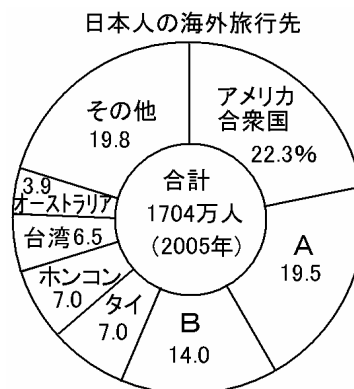 日本人の海外旅行先
アメリカ
合衆国
22.3%
A
19.5
B
14.0
タイ
7.0
ホンコン
7.0
台湾6.5
オーストラリア
3.9
その他
19.8
合計
1704万人
(2005年)